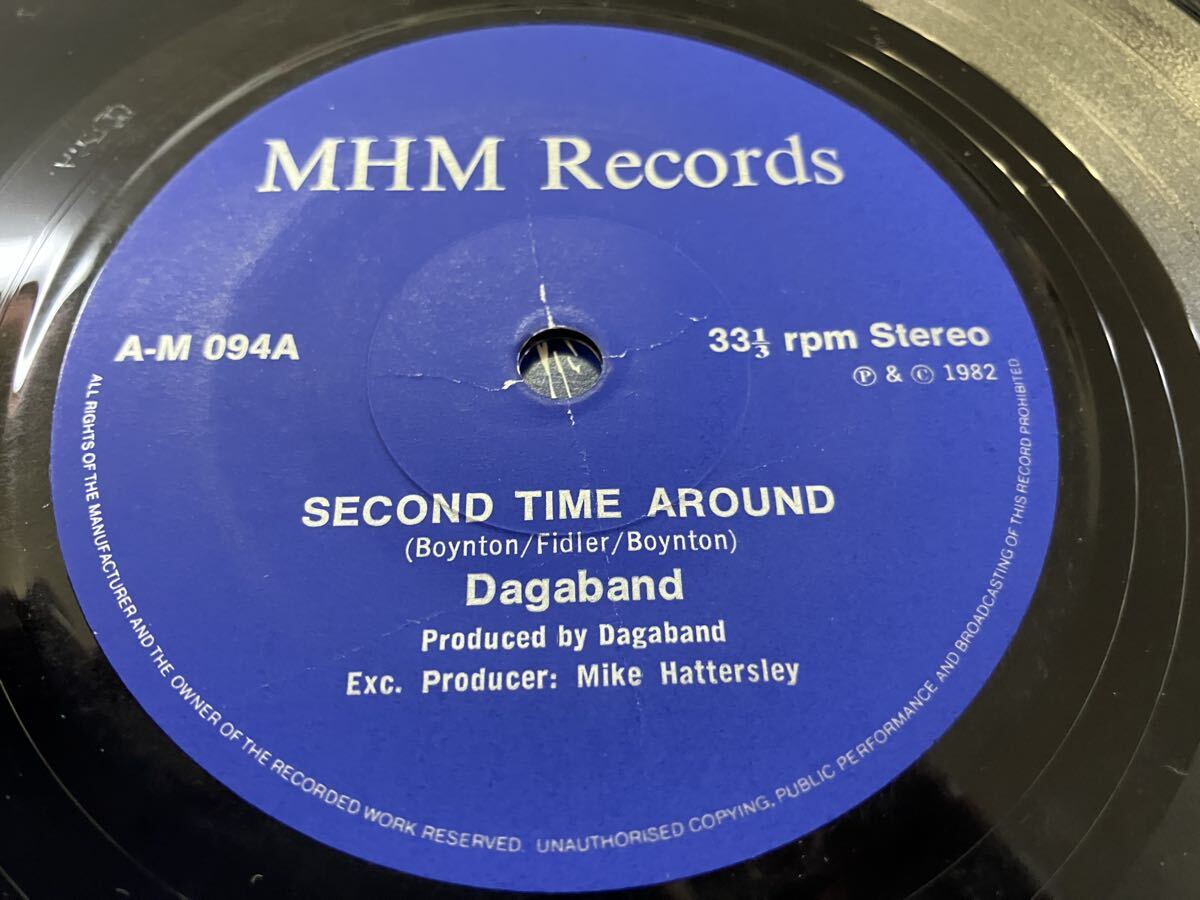 MHM Records
A-M 094A
33⅓ rpm Stereo
℗ & © 1982
SECOND TIME AROUND
(Boynton/Fidler/Boynton)
Dagaband
Produced by Dagaband
Exc. Producer: Mike Hattersley
ALL RIGHTS OF THE MANUFACTURER AND THE OWNER OF THE RECORDED WORK RESERVED. UNAUTHORISED COPYING, PUBLIC PERFORMANCE AND BROADCASTING OF THIS RECORD PROHIBITED